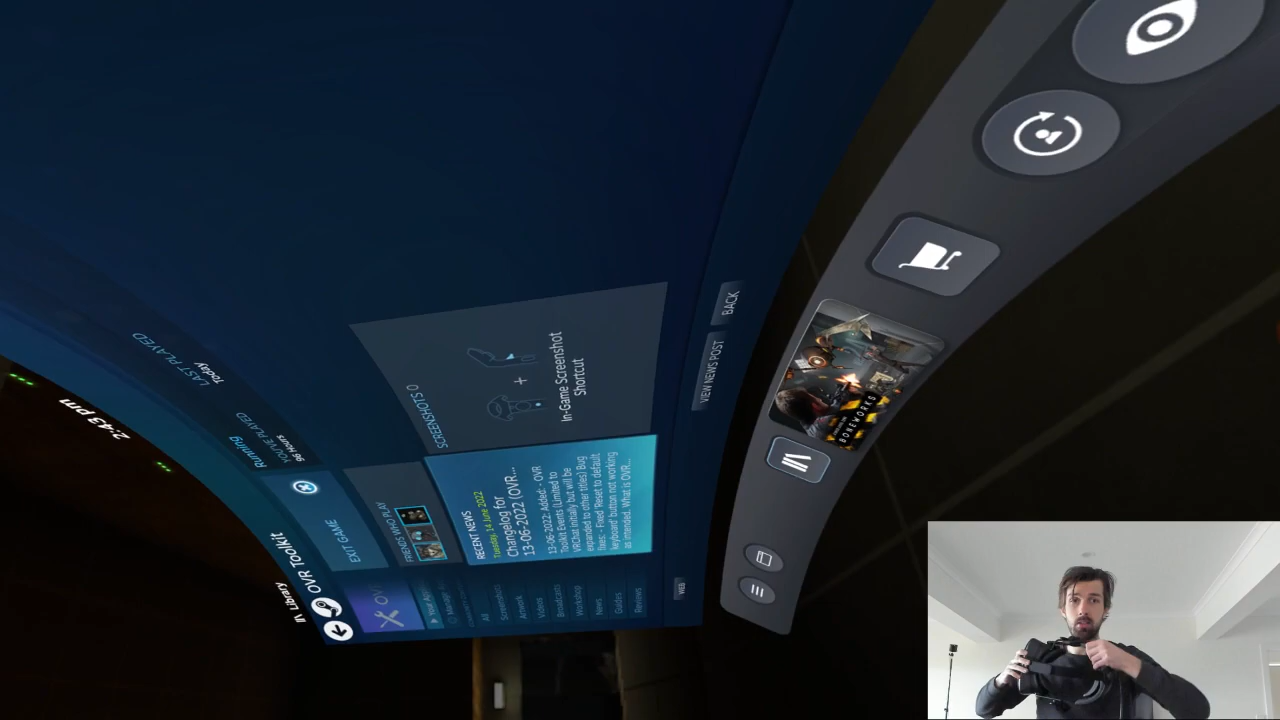 2:43 pm
In Library
OVR Toolkit
EXIT GAME
Running
YOU'VE PLAYED
96 Hours
LAST PLAYED
Today
FRIENDS WHO PLAY
SCREENSHOTS 0
+
In-Game Screenshot
Shortcut
RECENT NEWS
Tuesday, 14 June 2022
Changelog for
13-06-2022 (OVR...
13-06-2022: Added: - OVR
Toolkit Events (Limited to
VRChat initially but will be
expanded to other titles) Bug
fixes: - Fixed 'Reset to default
keyboard' button not working
as intended. What is OVR...
All
Screenshots
Artwork
Videos
Broadcasts
Workshop
News
Guides
Reviews
WEB
VIEW NEWS POST
BACK
BONEWORKS